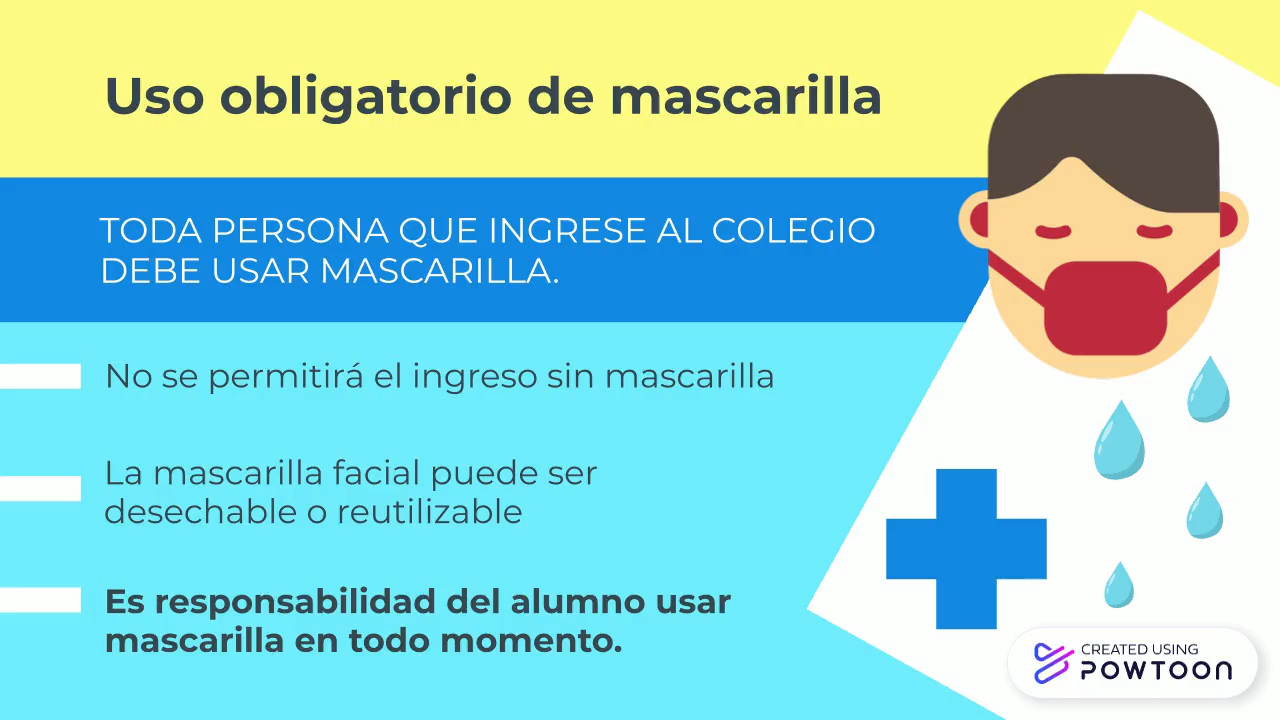 Uso obligatorio de mascarilla
TODA PERSONA QUE INGRESE AL COLEGIO
DEBE USAR MASCARILLA.
No se permitirá el ingreso sin mascarilla
La mascarilla facial puede ser
desechable o reutilizable
Es responsabilidad del alumno usar
mascarilla en todo momento.
CREATED USING
POWTOON